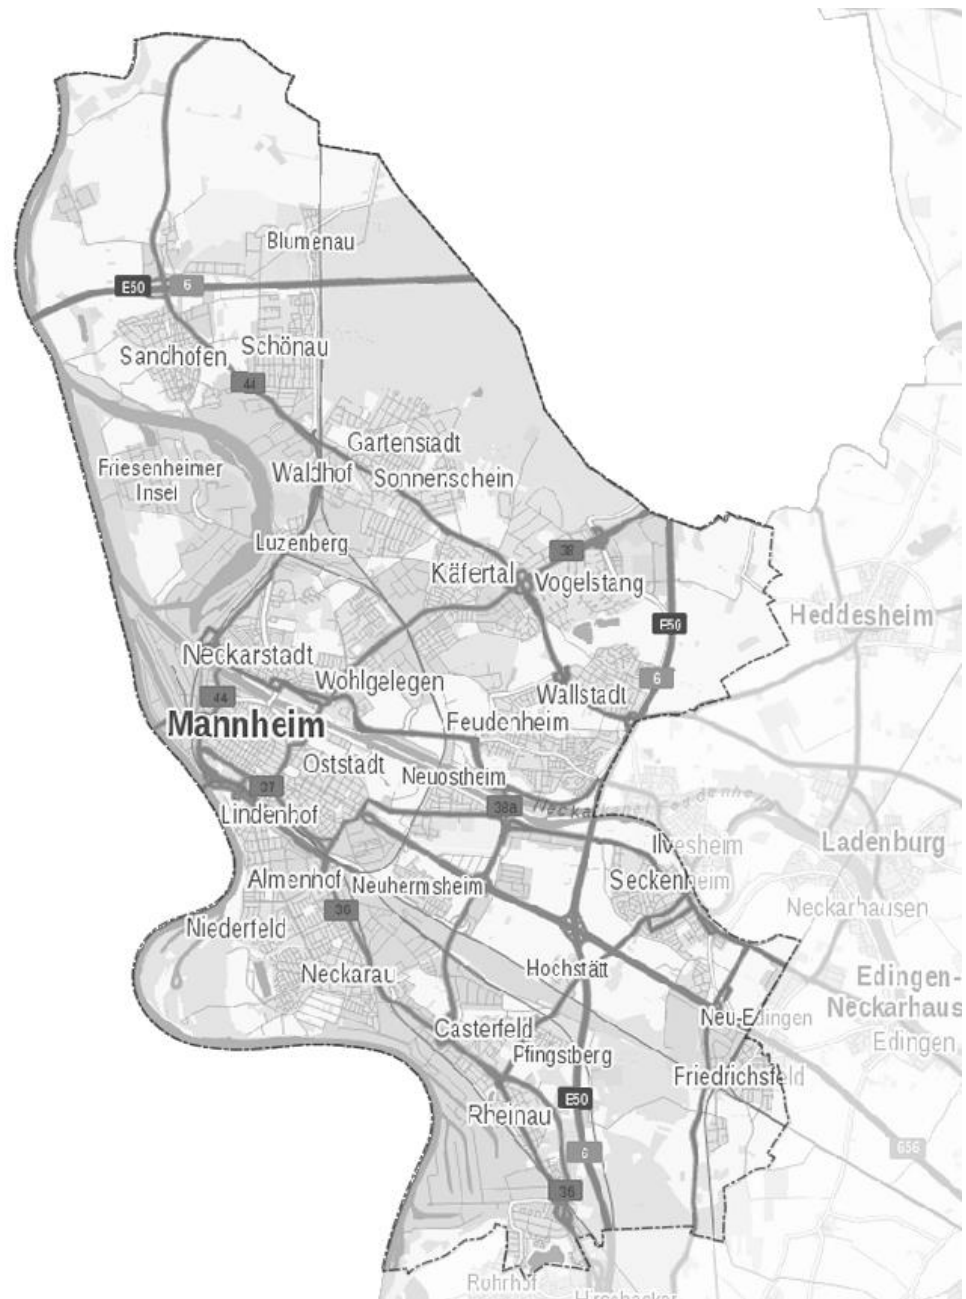 Blumenau
E50
6
Sandhofen
Schönau
44
Gartenstadt
Friesenheimer
Insel
Waldhof
Sonnenschein
Luzenberg
38
Käfertal
Vogelstang
Heddesheim
E50
Neckarstadt
6
Wohlgelegen
Wallstadt
44
Mannheim
Feudenheim
Oststadt
Neuostheim
37
38a
Lindenhof
Ilvesheim
Ladenburg
Almenhof
Neuhermsheim
Seckenheim
36
Neckarhausen
Niederfeld
Neckarau
Hochstätt
Edingen-
Neckarhaus
Neu-Edingen
Casterfeld
Edingen
Pfingstberg
Friedrichsfeld
E50
Rheinau
6
656
36
Rohrhof